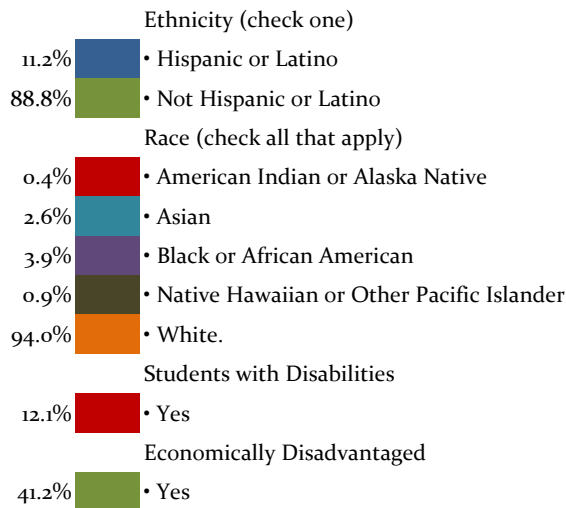 Ethnicity (check one)
11.2% • Hispanic or Latino
88.8% • Not Hispanic or Latino
Race (check all that apply)
0.4% • American Indian or Alaska Native
2.6% • Asian
3.9% • Black or African American
0.9% • Native Hawaiian or Other Pacific Islander
94.0% • White.
Students with Disabilities
12.1% • Yes
Economically Disadvantaged
41.2% • Yes